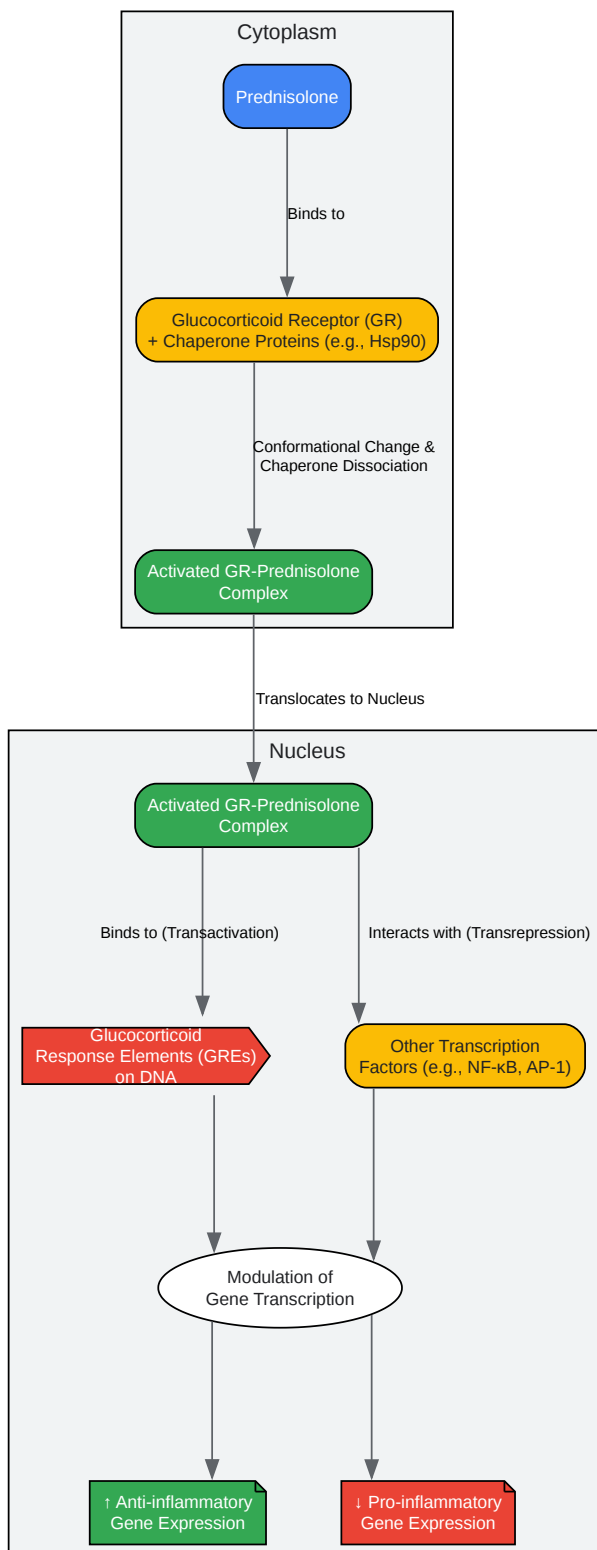 Cytoplasm
Prednisolone
Binds to
Glucocorticoid Receptor (GR)
+ Chaperone Proteins (e.g., Hsp90)
Conformational Change &
Chaperone Dissociation
Activated GR-Prednisolone
Complex
Translocates to Nucleus
Nucleus
Activated GR-Prednisolone
Complex
Binds to (Transactivation)
Interacts with (Transrepression)
Glucocorticoid
Response Elements (GREs)
on DNA
Other Transcription
Factors (e.g., NF-κB, AP-1)
Modulation of
Gene Transcription
↑ Anti-inflammatory
Gene Expression
↓ Pro-inflammatory
Gene Expression